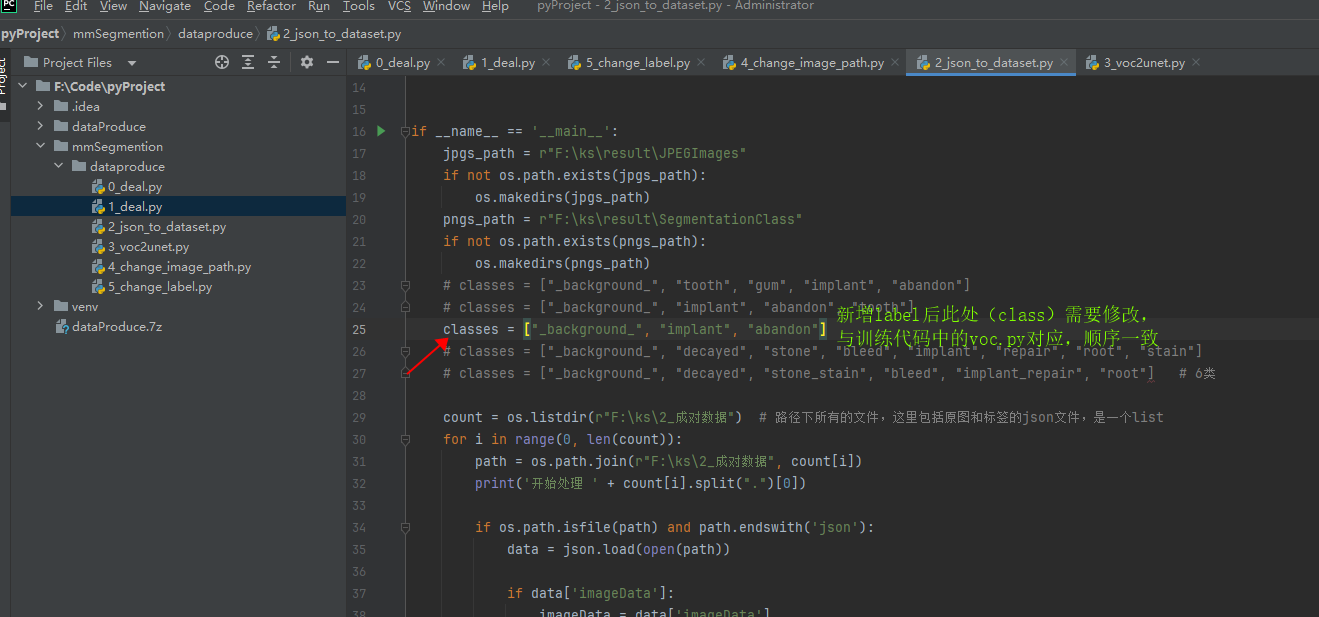 File Edit View Navigate Code Refactor Run Tools VCS Window Help pyProject - 2_json_to_dataset.py - Administrator
pyProject mmSegmention dataproduce 2_json_to_dataset.py
Project
Project Files
0_deal.py 1_deal.py 5_change_label.py 4_change_image_path.py 2_json_to_dataset.py 3_voc2unet.py
F:\Code\pyProject
.idea
dataProduce
mmSegmention
dataproduce
0_deal.py
1_deal.py
2_json_to_dataset.py
3_voc2unet.py
4_change_image_path.py
5_change_label.py
venv
dataProduce.7z
14
15
16 if __name__ == '__main__':
17 jpgs_path = r"F:\ks\result\JPEGImages"
18 if not os.path.exists(jpgs_path):
19 os.makedirs(jpgs_path)
20 pngs_path = r"F:\ks\result\SegmentationClass"
21 if not os.path.exists(pngs_path):
22 os.makedirs(pngs_path)
23 # classes = ["_background_", "tooth", "gum", "implant", "abandon"]
24 # classes = ["_background_", "implant", "abandon", "tooth"]
25 classes = ["_background_", "implant", "abandon"]
新增label后此处（class）需要修改，
与训练代码中的voc.py对应，顺序一致
26 # classes = ["_background_", "decayed", "stone", "bleed", "implant", "repair", "root", "stain"]
27 # classes = ["_background_", "decayed", "stone_stain", "bleed", "implant_repair", "root"] # 6类
28
29 count = os.listdir(r"F:\ks\2_成对数据") # 路径下所有的文件，这里包括原图和标签的json文件，是一个list
30 for i in range(0, len(count)):
31 path = os.path.join(r"F:\ks\2_成对数据", count[i])
32 print('开始处理 ' + count[i].split(".")[0])
33
34 if os.path.isfile(path) and path.endswith('json'):
35 data = json.load(open(path))
36
37 if data['imageData']:
38 imageData = data['imageData']